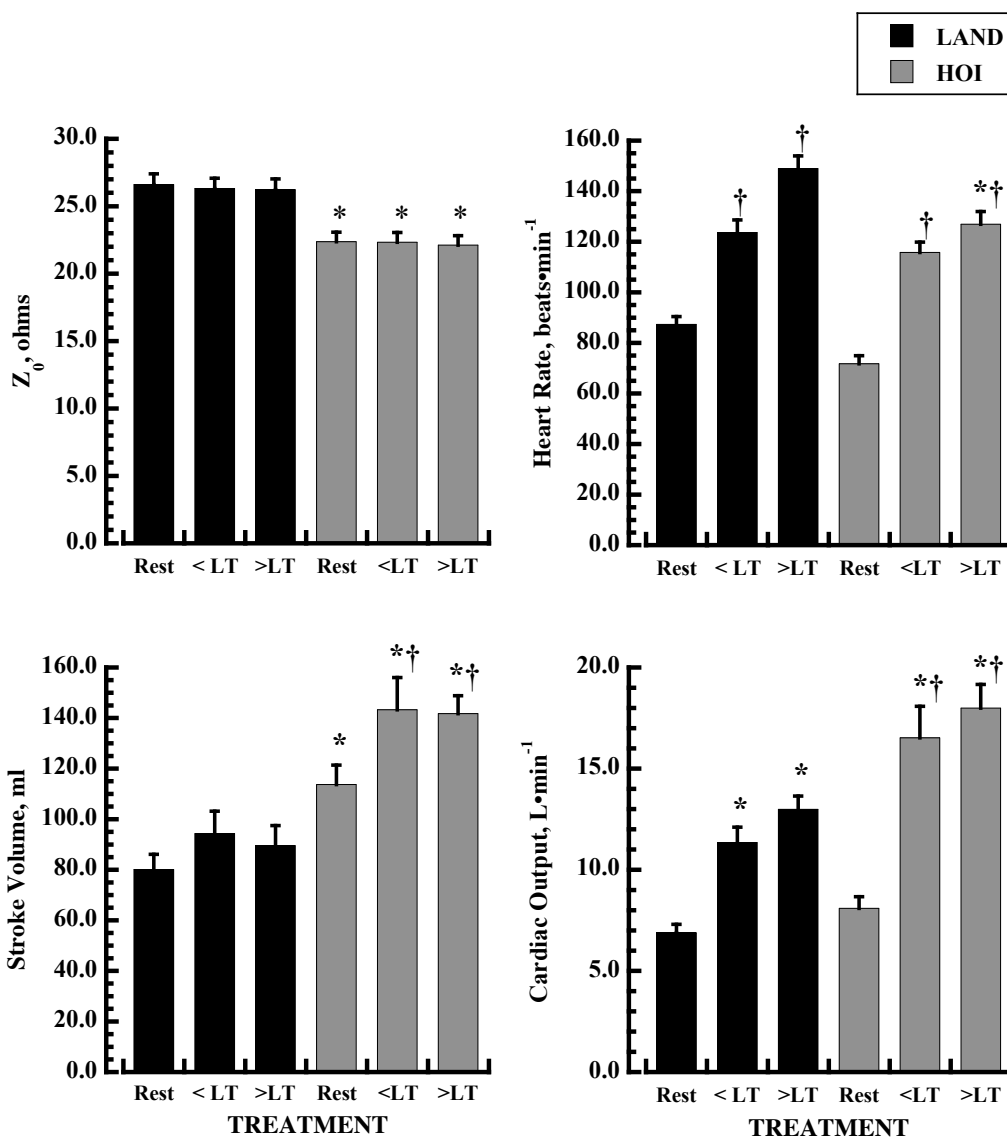 LAND
HOI
30.0
25.0
20.0
15.0
10.0
5.0
0.0
Z0, ohms
* * *
Rest < LT >LT Rest <LT >LT
160.0
140.0
120.0
100.0
80.0
60.0
40.0
20.0
0.0
Heart Rate, beats•min-1
† † † *†
Rest < LT >LT Rest <LT >LT
160.0
140.0
120.0
100.0
80.0
60.0
40.0
20.0
0.0
Stroke Volume, ml
* *† *†
Rest < LT >LT Rest <LT >LT
TREATMENT
20.0
15.0
10.0
5.0
0.0
Cardiac Output, L•min-1
* * *† *†
Rest < LT >LT Rest <LT >LT
TREATMENT